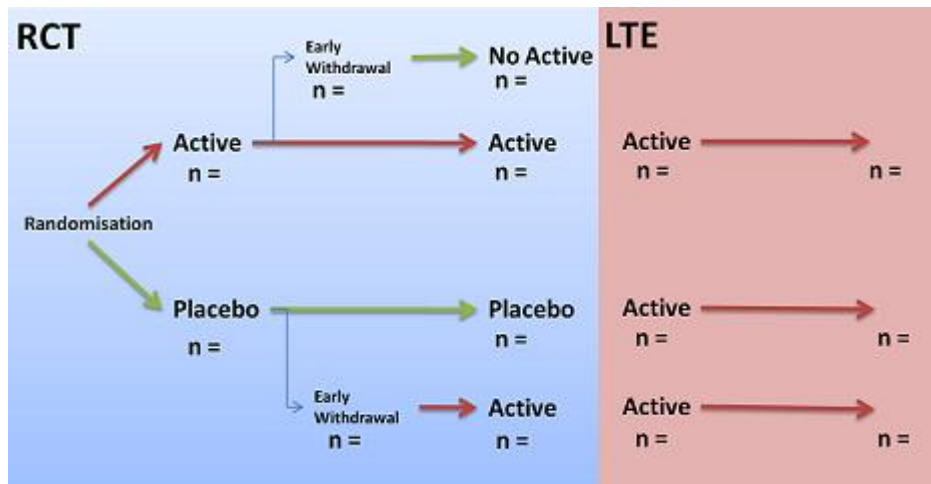 RCT
LTE
Early
Withdrawal
n =
No Active
n =
Active
n =
Active
n =
Active
n =
n =
Randomisation
Placebo
n =
Placebo
n =
Active
n =
n =
Early
Withdrawal
n =
Active
n =
Active
n =
n =